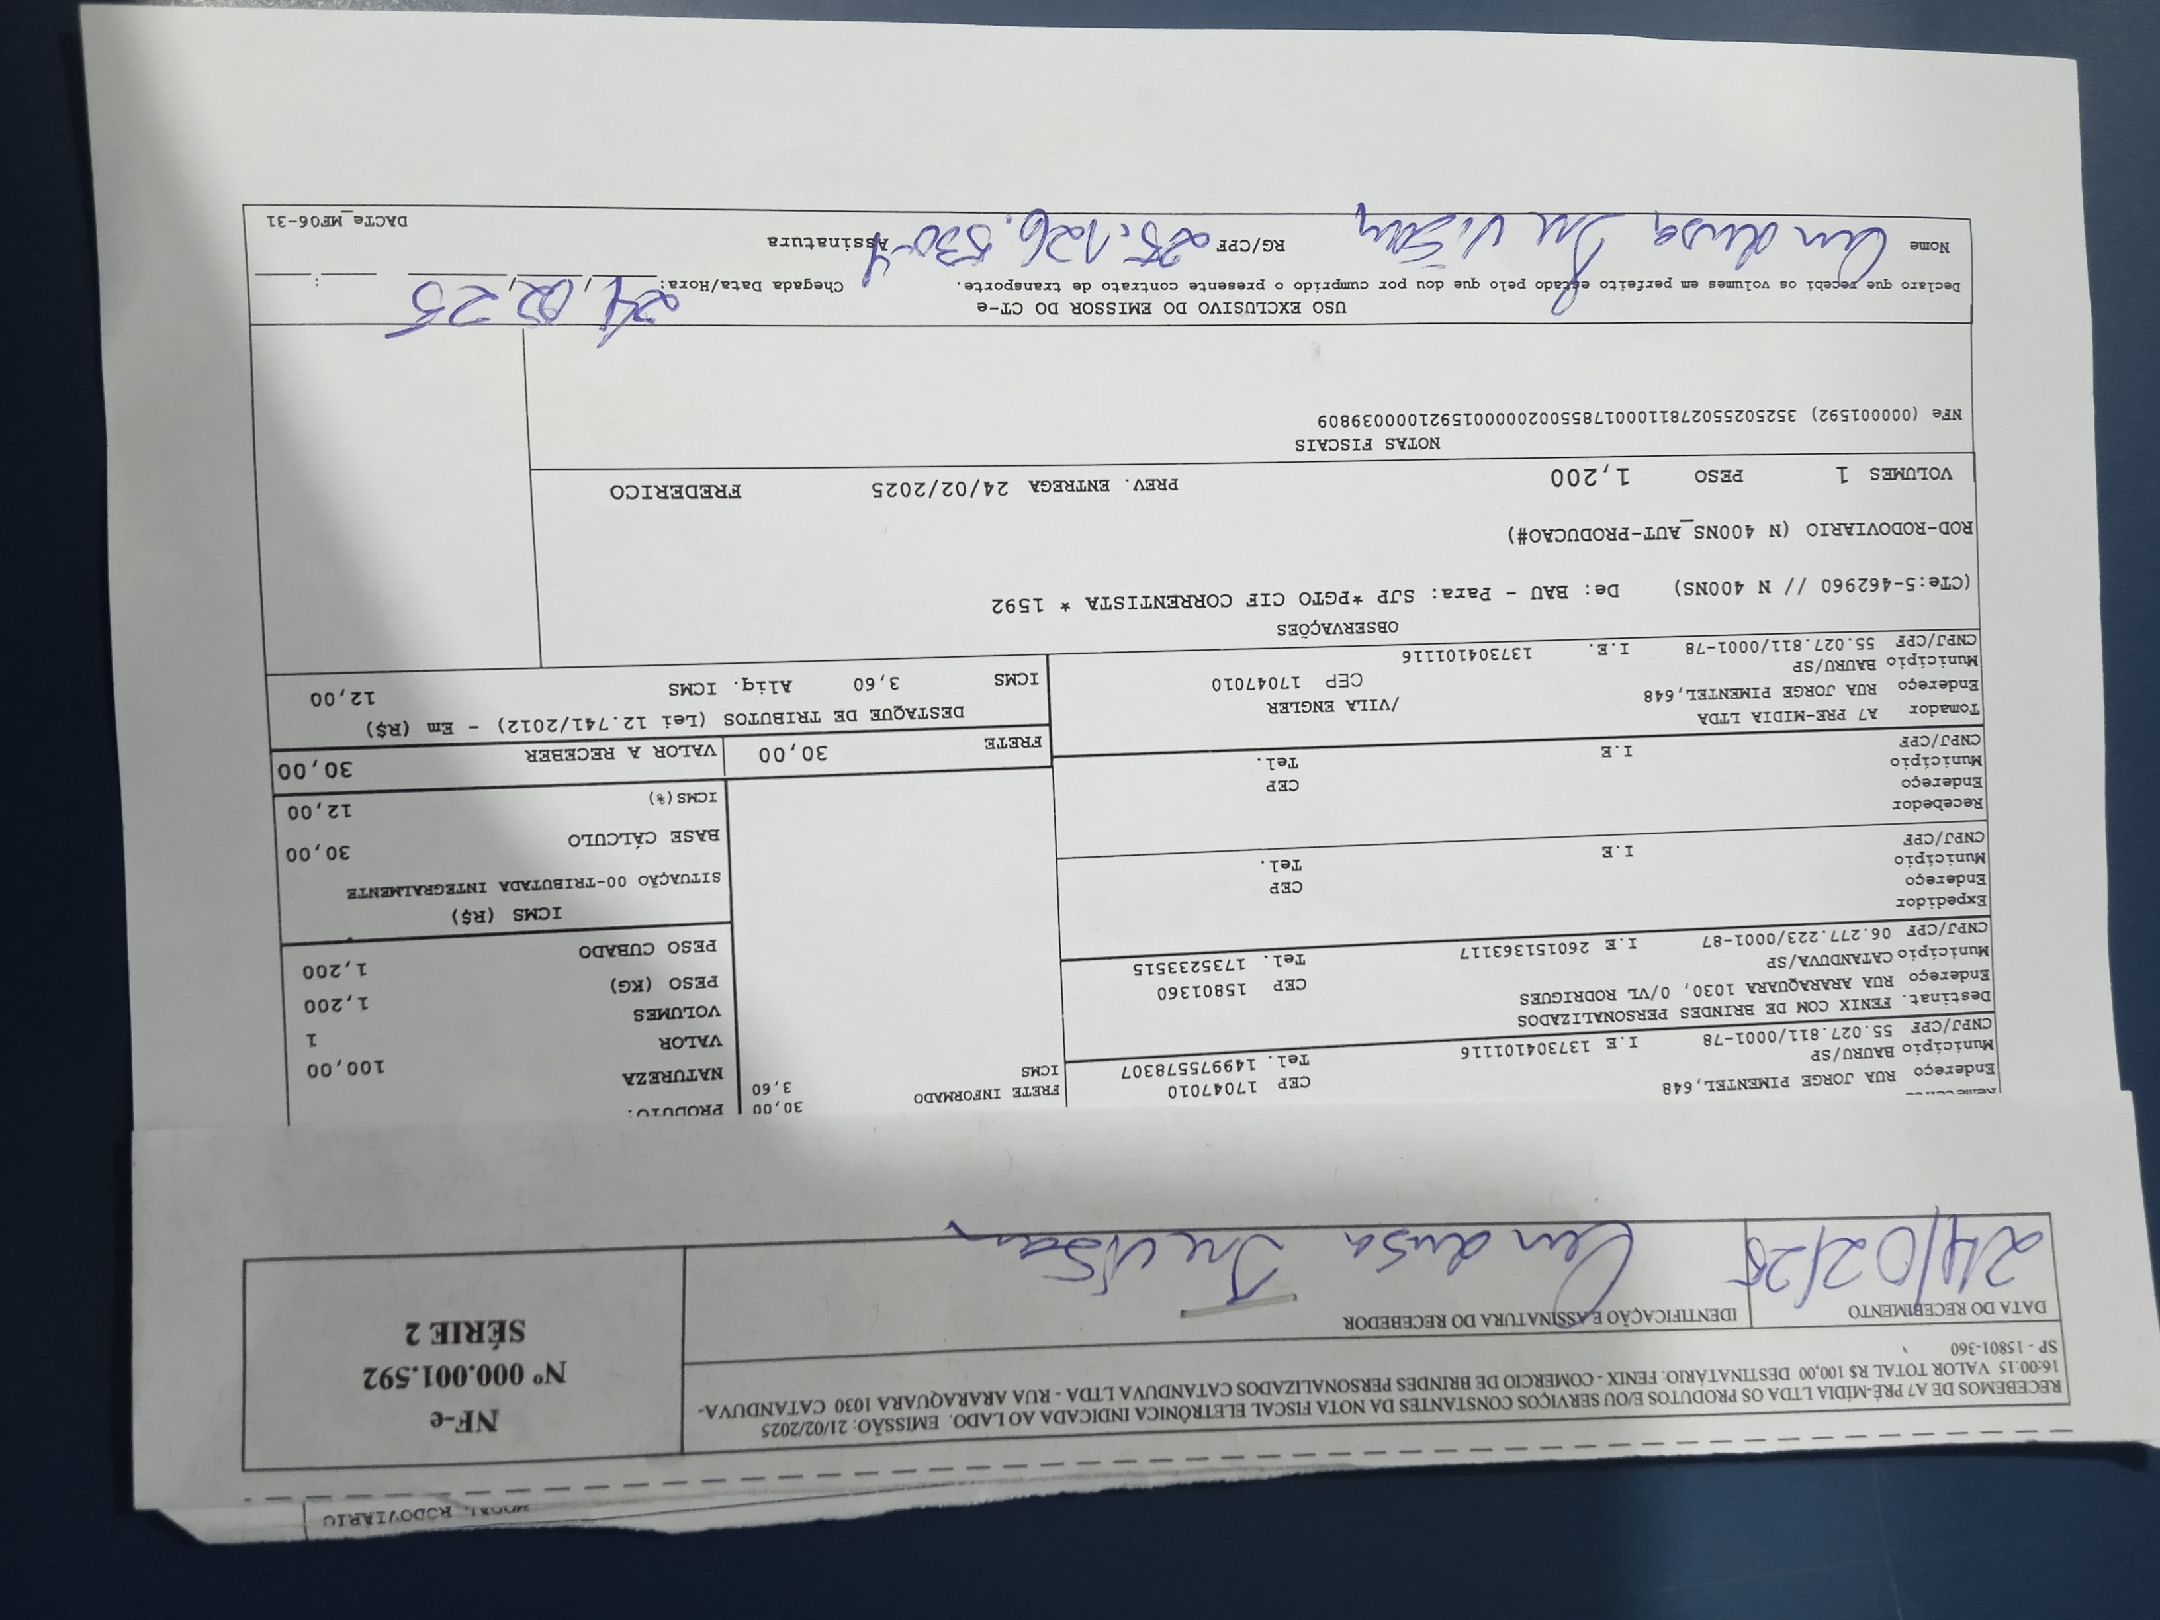 MODAL RODOVIÁRIO
RECEBEMOS DE A7 PRÉ-MIDIA LTDA OS PRODUTOS E/OU SERVIÇOS CONSTANTES DA NOTA FISCAL ELETRÔNICA INDICADA AO LADO. EMISSÃO: 21/02/2025
16:00:15 VALOR TOTAL R$ 100,00 DESTINATÁRIO: FENIX - COMERCIO DE BRINDES PERSONALIZADOS CATANDUVA LTDA - RUA ARARAQUARA 1030 CATANDUVA-
SP - 15801-360
NF-e
Nº 000.001.592
SÉRIE 2
DATA DO RECEBIMENTO IDENTIFICAÇÃO E ASSINATURA DO RECEBEDOR
24/02/25
Endereço RUA JORGE PIMENTEL,648 CEP 17047010
Município BAURU/SP Tel. 149975578307
CNPJ/CPF 55.027.811/0001-78 I.E 137304101116
Destinat. FENIX COM DE BRINDES PERSONALIZADOS
Endereço RUA ARARAQUARA 1030, 0/VL RODRIGUES CEP 15801360
Município CATANDUVA/SP Tel. 1735233515
CNPJ/CPF 06.277.223/0001-87 I.E 260151363117
Expedidor
Endereço CEP
Município Tel.
CNPJ/CPF I.E
Recebedor
Endereço CEP
Município Tel.
CNPJ/CPF I.E
Tomador A7 PRE-MIDIA LTDA
Endereço RUA JORGE PIMENTEL,648 /VILA ENGLER
Município BAURU/SP CEP 17047010
CNPJ/CPF 55.027.811/0001-78 I.E. 137304101116
FRETE INFORMADO 30,00
ICMS 3,60
PRODUTO:
NATUREZA
VALOR 100,00
VOLUMES 1
PESO (KG) 1,200
PESO CUBADO 1,200
ICMS (R$)
SITUAÇÃO 00-TRIBUTADA INTEGRALMENTE
BASE CÁLCULO 30,00
ICMS(%) 12,00
FRETE 30,00 VALOR A RECEBER 30,00
DESTAQUE DE TRIBUTOS (Lei 12.741/2012) - Em (R$)
ICMS 3,60 Aliq. ICMS 12,00
OBSERVAÇÕES
(CTe:5-462960 // N 400NS) De: BAU - Para: SJP *PGTO CIF CORRENTISTA * 1592
ROD-RODOVIARIO (N 400NS_AUT-PRODUCAO#)
VOLUMES 1 PESO 1,200 PREV. ENTREGA 24/02/2025 FREDERICO
NOTAS FISCAIS
NFe (000001592) 35250255027811000178550020000015921000039809
USO EXCLUSIVO DO EMISSOR DO CT-e
Declaro que recebi os volumes em perfeito estado pelo que dou por cumprido o presente contrato de transporte. Chegada Data/Hora: 24, 02, 25 :
Nome RG/CPF 25.126.530-4 Assinatura
DACTe_MF06-31